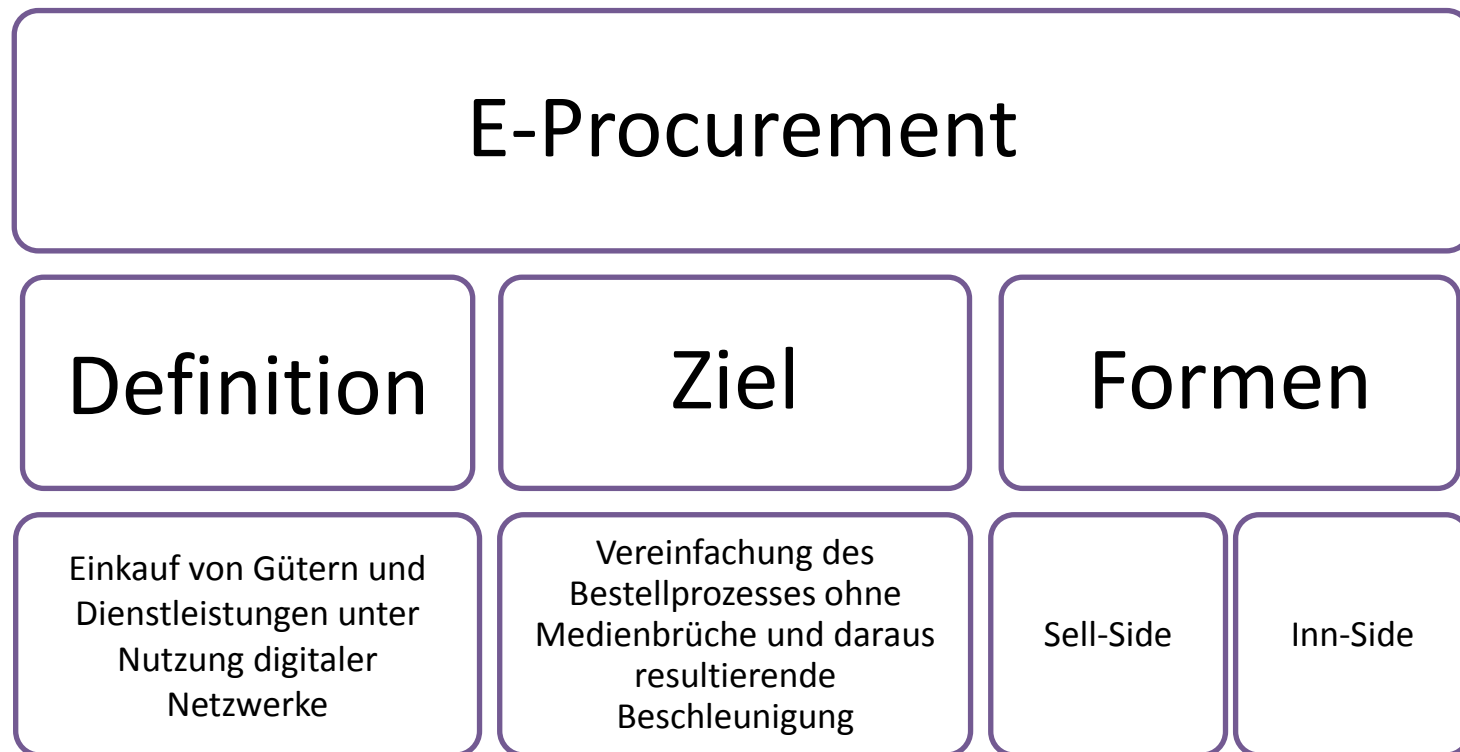 E-Procurement
Definition
Ziel
Formen
Einkauf von Gütern und
Dienstleistungen unter
Nutzung digitaler
Netzwerke
Vereinfachung des
Bestellprozesses ohne
Medienbrüche und daraus
resultierende
Beschleunigung
Sell-Side
Inn-Side